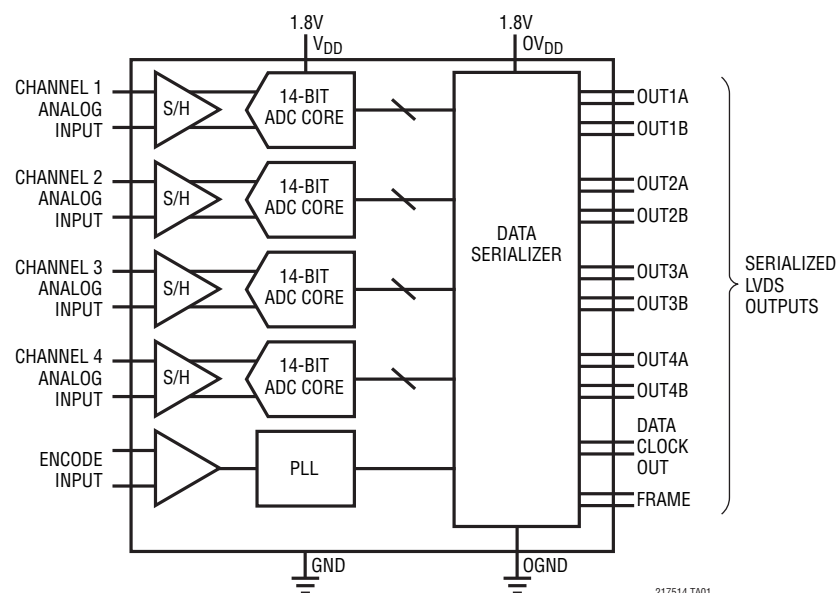 1.8V
VDD
1.8V
OVDD
CHANNEL 1
ANALOG
INPUT
S/H
14-BIT
ADC CORE
OUT1A
OUT1B
CHANNEL 2
ANALOG
INPUT
S/H
14-BIT
ADC CORE
OUT2A
OUT2B
DATA
SERIALIZER
CHANNEL 3
ANALOG
INPUT
S/H
14-BIT
ADC CORE
OUT3A
OUT3B
SERIALIZED
LVDS
OUTPUTS
CHANNEL 4
ANALOG
INPUT
S/H
14-BIT
ADC CORE
OUT4A
OUT4B
ENCODE
INPUT
PLL
DATA
CLOCK
OUT
FRAME
GND
OGND
217514 TA01